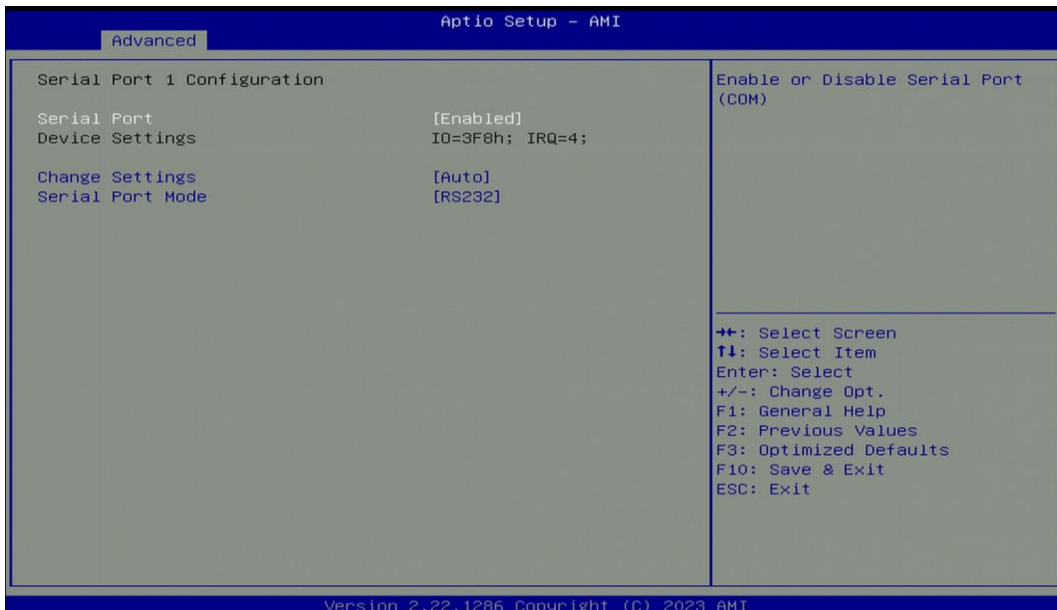 Aptio Setup - AMI
Advanced
Serial Port 1 Configuration
Serial Port [Enabled]
Device Settings IO=3F8h; IRQ=4;
Change Settings [Auto]
Serial Port Mode [RS232]
Enable or Disable Serial Port
(COM)
→←: Select Screen
↑↓: Select Item
Enter: Select
+/-: Change Opt.
F1: General Help
F2: Previous Values
F3: Optimized Defaults
F10: Save & Exit
ESC: Exit
Version 2.22.1286 Copyright (C) 2023 AMI